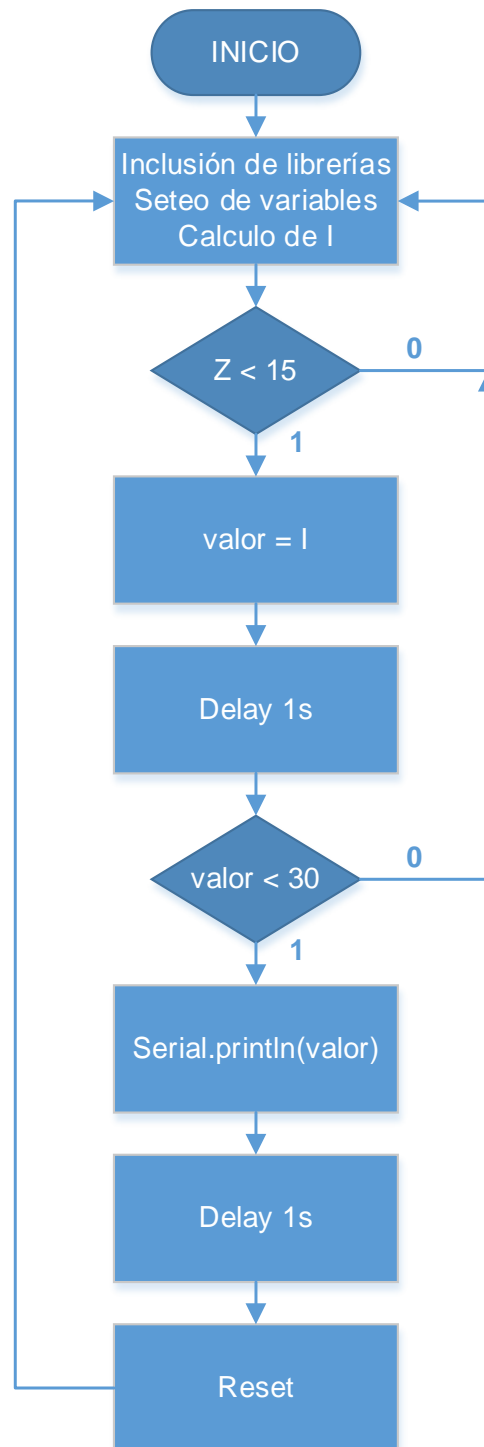 INICIO
Inclusión de librerías
Seteo de variables
Calculo de I
Z < 15
0
1
valor = I
Delay 1s
valor < 30
0
1
Serial.println(valor)
Delay 1s
Reset